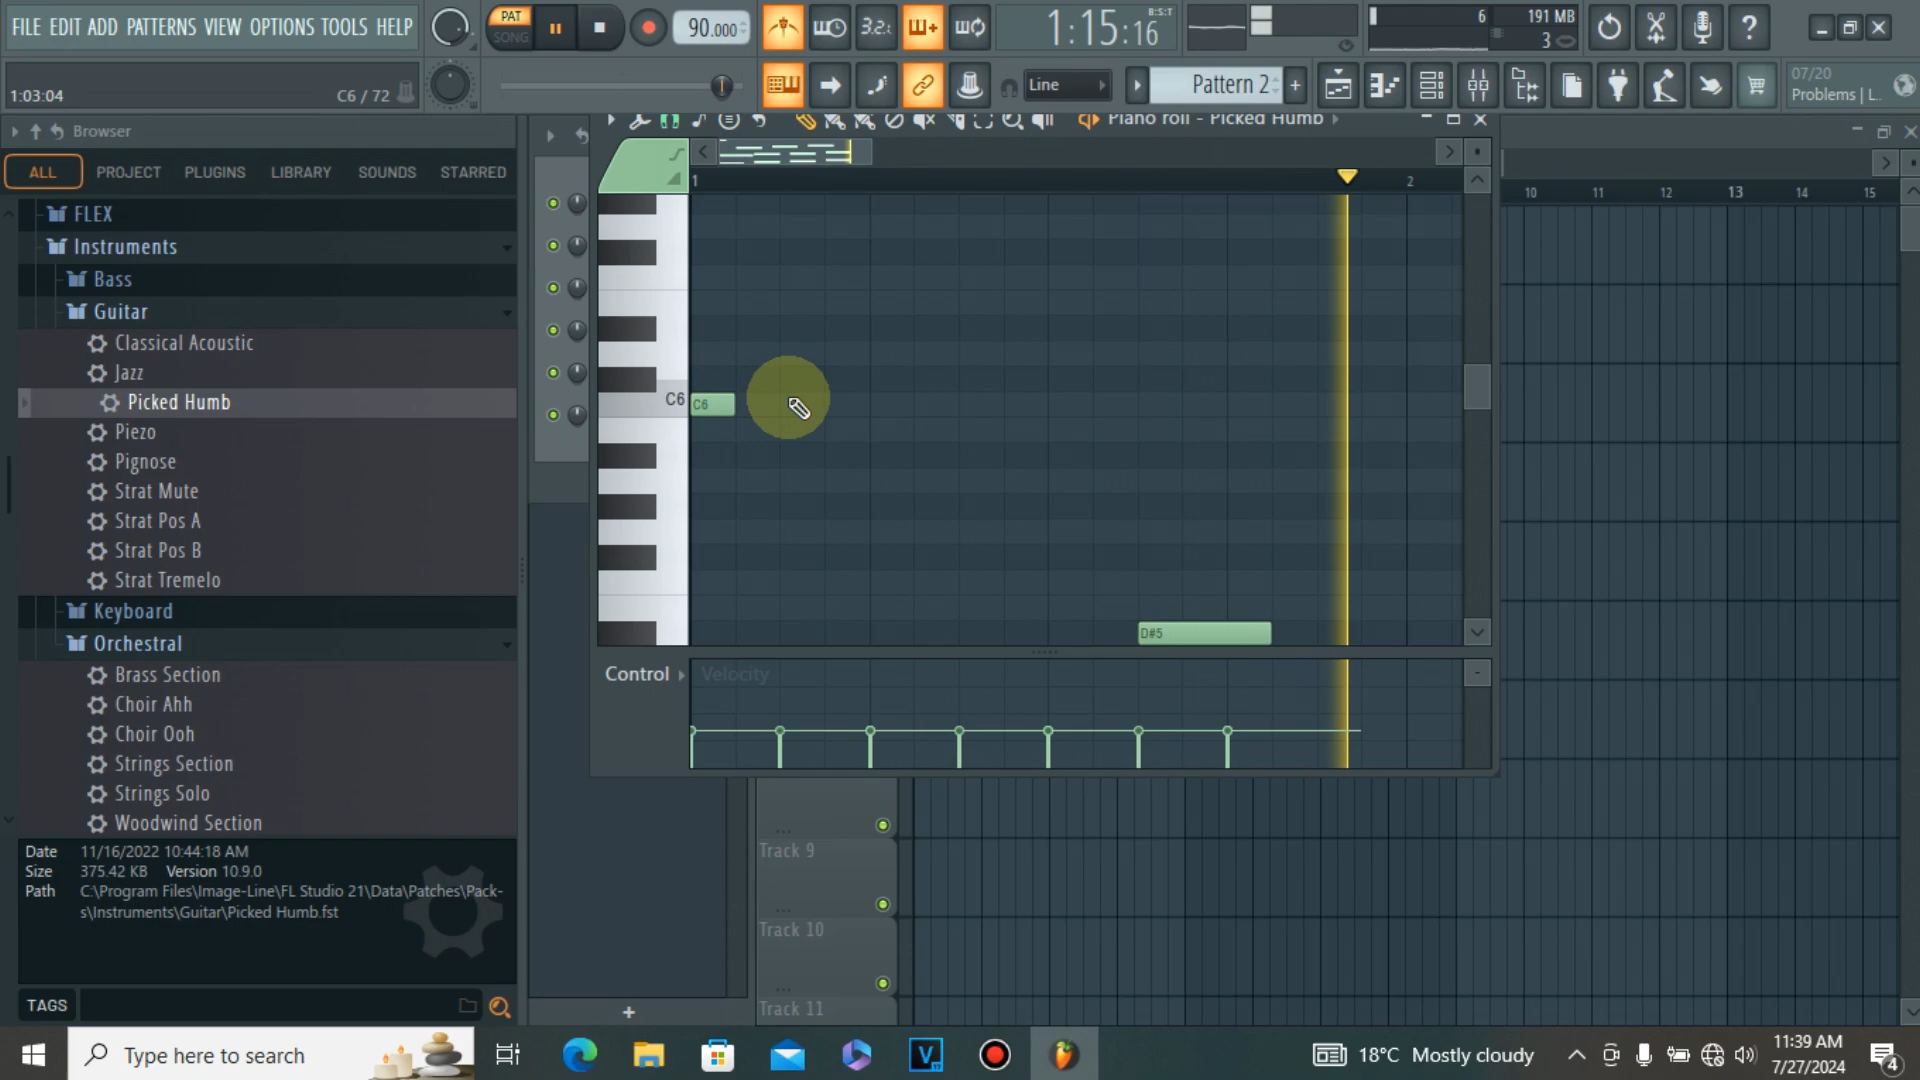 FILE EDIT ADD PATTERNS VIEW OPTIONS TOOLS HELP
PAT
SONG
90.000
3.2.
1:15:16
B:S:T
6
191 MB
3
1:03:04
C6 / 72
Line
Pattern 2
+
07/20
Problems | L..
Browser
Piano roll - Picked Humb
ALL
PROJECT
PLUGINS
LIBRARY
SOUNDS
STARRED
1
2
10
11
12
13
14
15
FLEX
Instruments
Bass
Guitar
Classical Acoustic
Jazz
Picked Humb
Piezo
Pignose
Strat Mute
Strat Pos A
Strat Pos B
Strat Tremelo
Keyboard
Orchestral
Brass Section
Choir Ahh
Choir Ooh
Strings Section
Strings Solo
Woodwind Section
C6
C6
D#5
Control
Velocity
Date 11/16/2022 10:44:18 AM
Size 375.42 KB Version 10.9.0
Path C:\Program Files\Image-Line\FL Studio 21\Data\Patches\Pack-
s\Instruments\Guitar\Picked Humb.fst
TAGS
...
Track 9
...
Track 10
...
Track 11
+
Type here to search
18°C Mostly cloudy
11:39 AM
7/27/2024
4